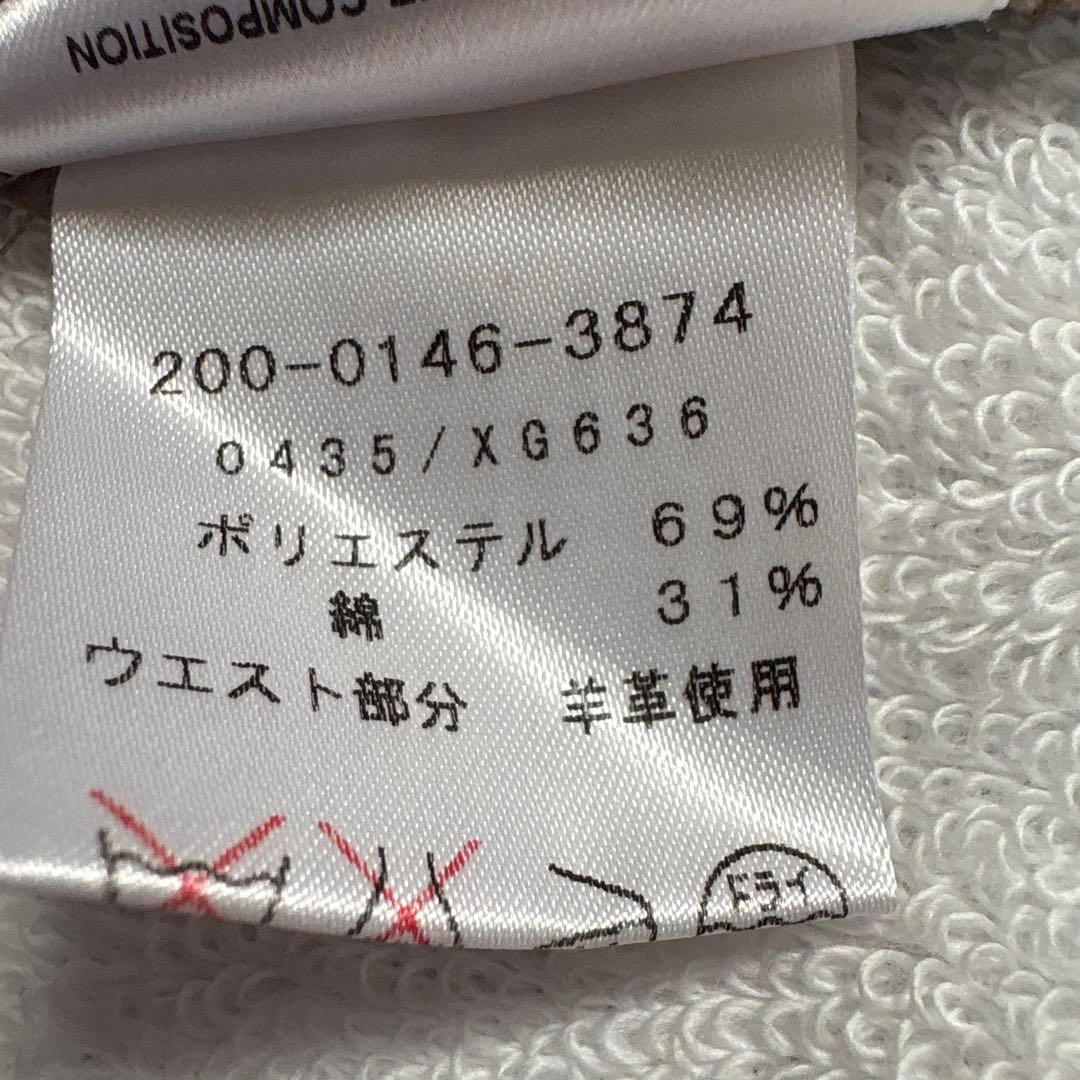 COMPOSITION
200-0146-3874
0435/XG636
ポリエステル 69%
綿 31%
ウエスト部分 羊革使用
ドライ